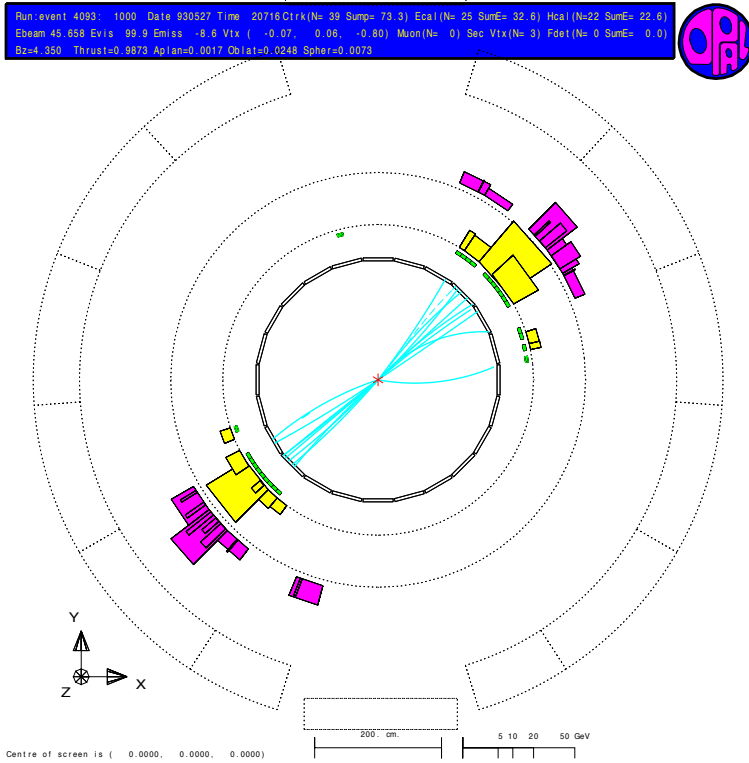 Run:event 4093: 1000 Date 930527 Time 20716 Ctrk(N= 39 Sump= 73.3) Ecal(N= 25 SumE= 32.6) Hcal(N=22 SumE= 22.6)
Ebeam 45.658 Evis 99.9 Emiss -8.6 Vtx ( -0.07, 0.06, -0.80) Muon(N= 0) Sec Vtx(N= 3) Fdet(N= 0 SumE= 0.0)
Bz=4.350 Thrust=0.9873 Aplan=0.0017 Oblat=0.0248 Spher=0.0073
OPAL
Y
X
Z
200. cm.
5 10 20 50 GeV
Centre of screen is ( 0.0000, 0.0000, 0.0000)